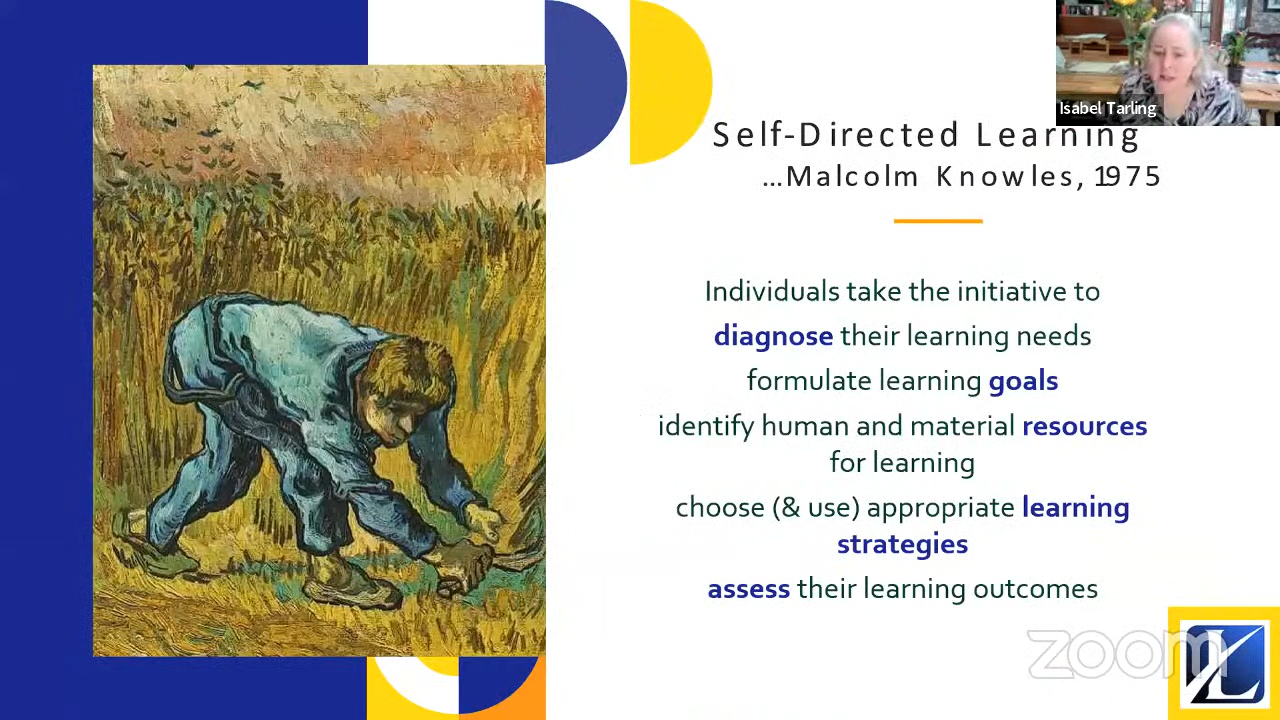 Isabel Tarling
Self-Directed Learning
...Malcolm Knowles, 1975
Individuals take the initiative to
diagnose their learning needs
formulate learning goals
identify human and material resources
for learning
choose (& use) appropriate learning
strategies
assess their learning outcomes
zoom
L